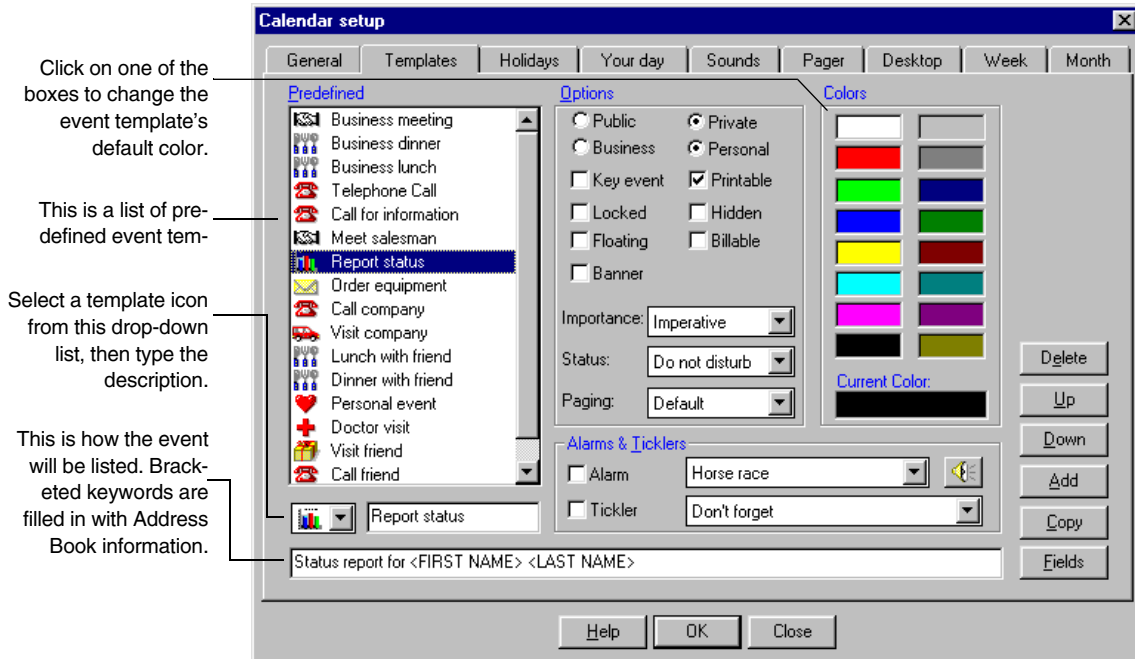 Calendar setup
General
Templates
Holidays
Your day
Sounds
Pager
Desktop
Week
Month
Click on one of the
boxes to change the
event template's
default color.
This is a list of pre-
defined event tem-
Select a template icon
from this drop-down
list, then type the
description.
This is how the event
will be listed. Brack-
eted keywords are
filled in with Address
Book information.
Predefined
Business meeting
Business dinner
Business lunch
Telephone Call
Call for information
Meet salesman
Report status
Order equipment
Call company
Visit company
Lunch with friend
Dinner with friend
Personal event
Doctor visit
Visit friend
Call friend
Report status
Status report for <FIRST NAME> <LAST NAME>
Options
Public
Private
Business
Personal
Key event
Printable
Locked
Hidden
Floating
Billable
Banner
Importance: Imperative
Status: Do not disturb
Paging: Default
Colors
Current Color:
Alarms & Ticklers
Alarm
Horse race
Tickler
Don't forget
Delete
Up
Down
Add
Copy
Fields
Help
OK
Close